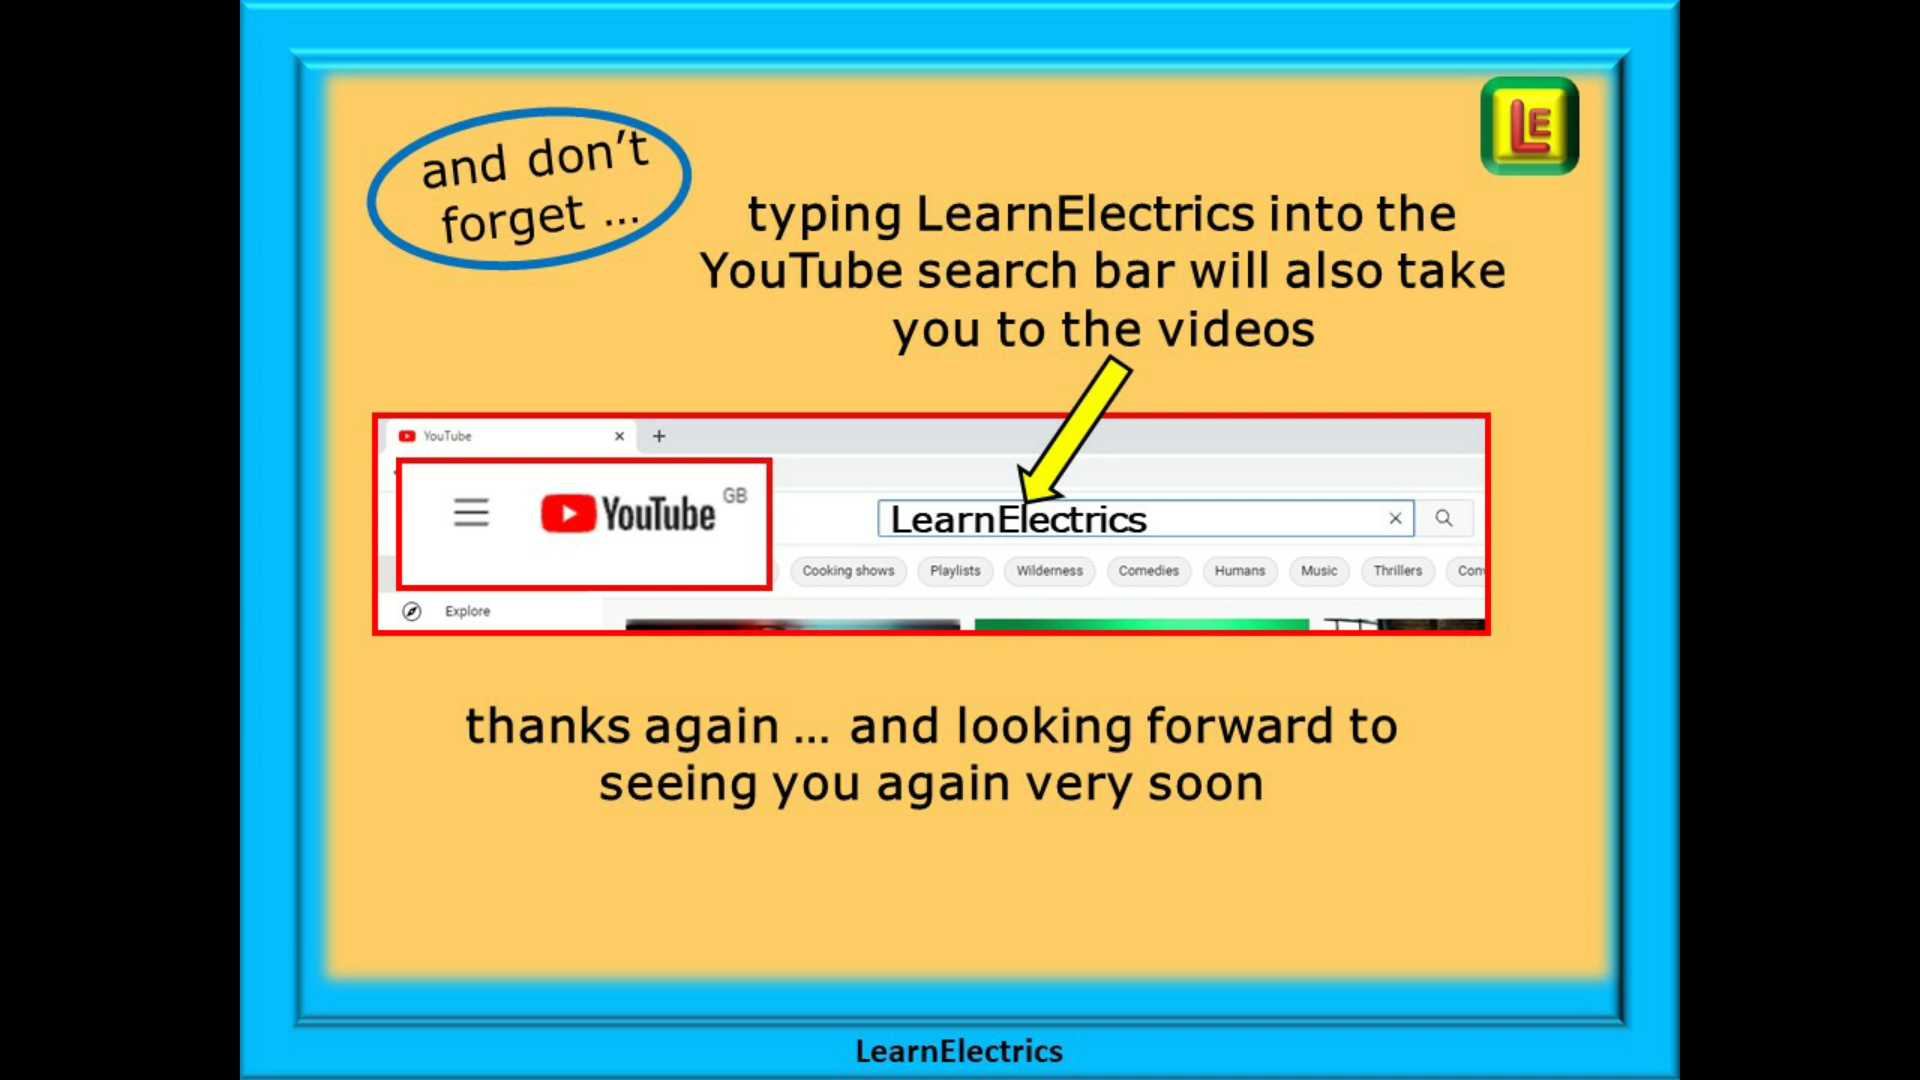 and don't
forget ...
LE
typing LearnElectrics into the
YouTube search bar will also take
you to the videos
YouTube
YouTube GB
LearnElectrics
Cooking shows Playlists Wilderness Comedies Humans Music Thrillers
Explore
thanks again ... and looking forward to
seeing you again very soon
LearnElectrics